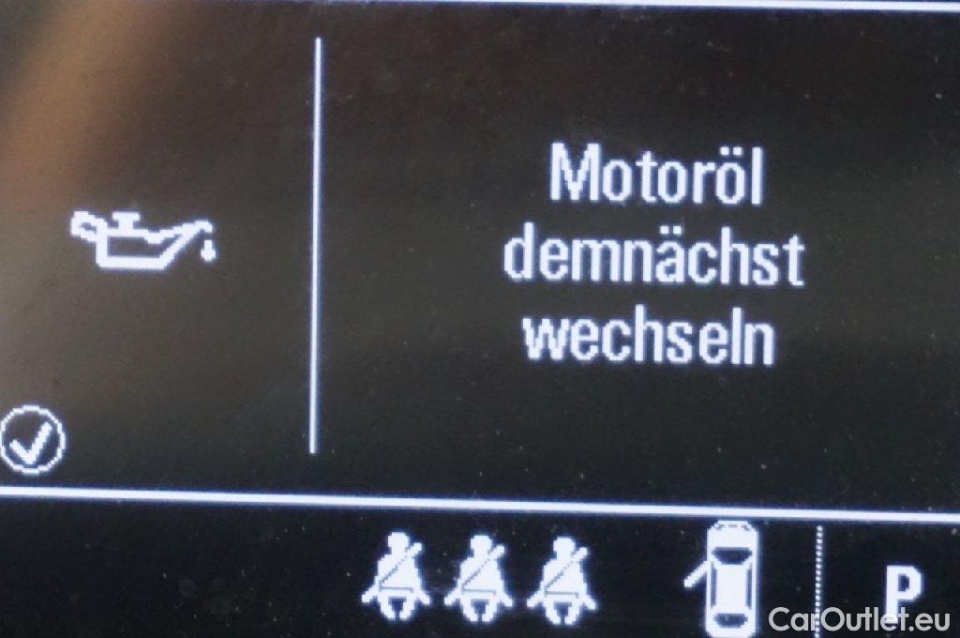 Motoröl
demnächst
wechseln
P
CarOutlet.eu